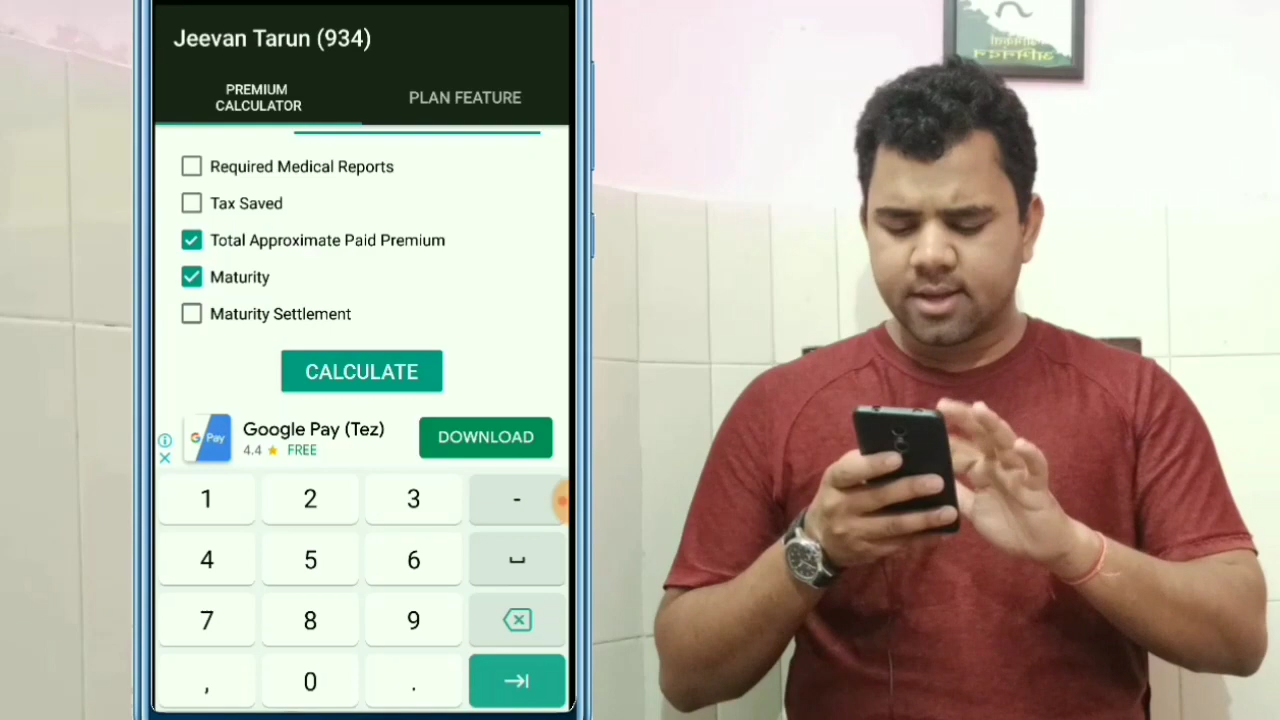 Jeevan Tarun (934)
PREMIUM
CALCULATOR
PLAN FEATURE
Required Medical Reports
Tax Saved
Total Approximate Paid Premium
Maturity
Maturity Settlement
CALCULATE
G Pay
Google Pay (Tez)
4.4 ★ FREE
DOWNLOAD
1 2 3 -
4 5 6
7 8 9
, 0 .